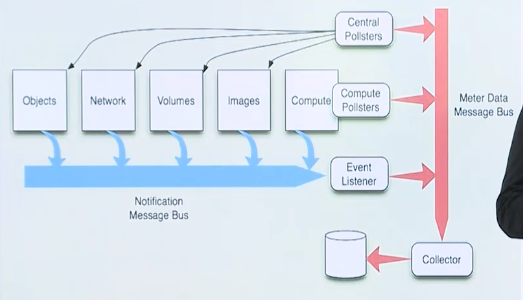 Central
Pollsters
Objects
Network
Volumes
Images
Compute
Compute
Pollsters
Meter Data
Message Bus
Event
Listener
Notification
Message Bus
Collector